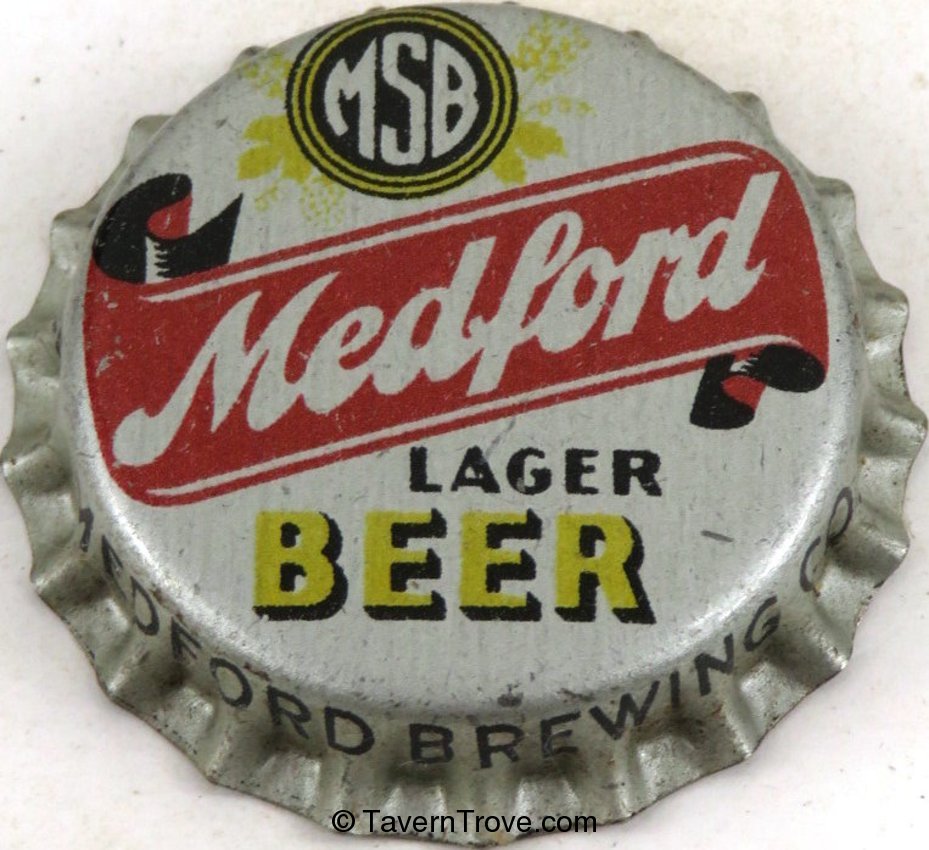 MSB
Medford
LAGER
BEER
MEDFORD BREWING CO.
© TavernTrove.com